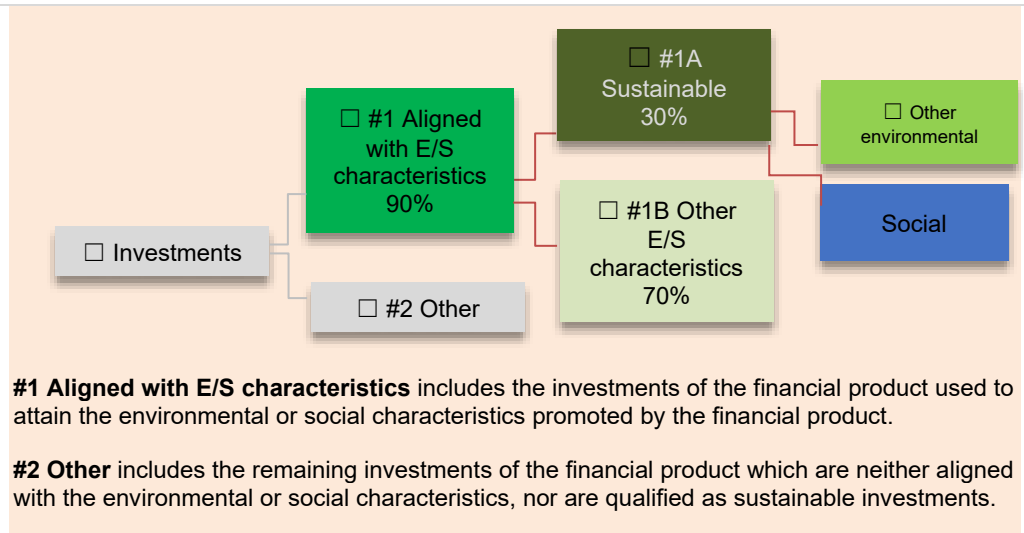 ☐ #1A
Sustainable
30%
☐ Other
environmental
☐ #1 Aligned
with E/S
characteristics
90%
☐ #1B Other
E/S
characteristics
70%
Social
☐ Investments
☐ #2 Other
#1 Aligned with E/S characteristics includes the investments of the financial product used to
attain the environmental or social characteristics promoted by the financial product.
#2 Other includes the remaining investments of the financial product which are neither aligned
with the environmental or social characteristics, nor are qualified as sustainable investments.